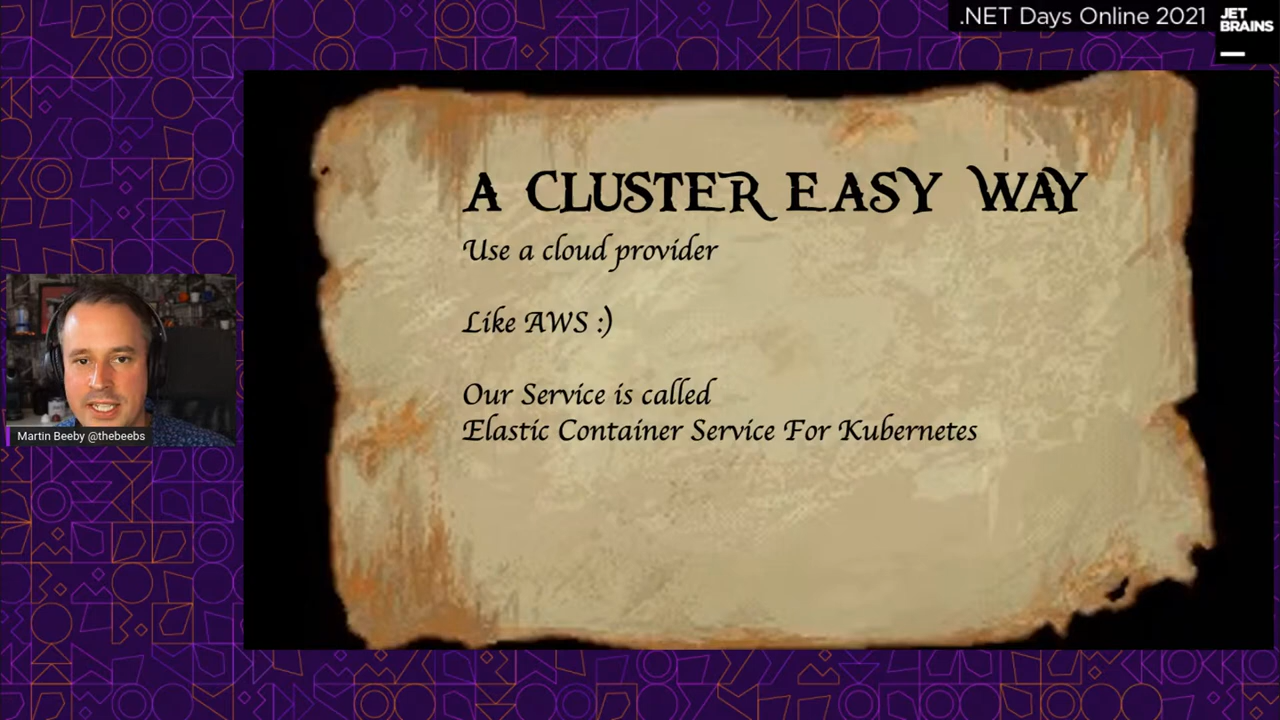 .NET Days Online 2021
JET
BRAINS
A CLUSTER EASY WAY
Use a cloud provider
Like AWS :)
Our Service is called
Elastic Container Service For Kubernetes
Martin Beeby @thebeebs